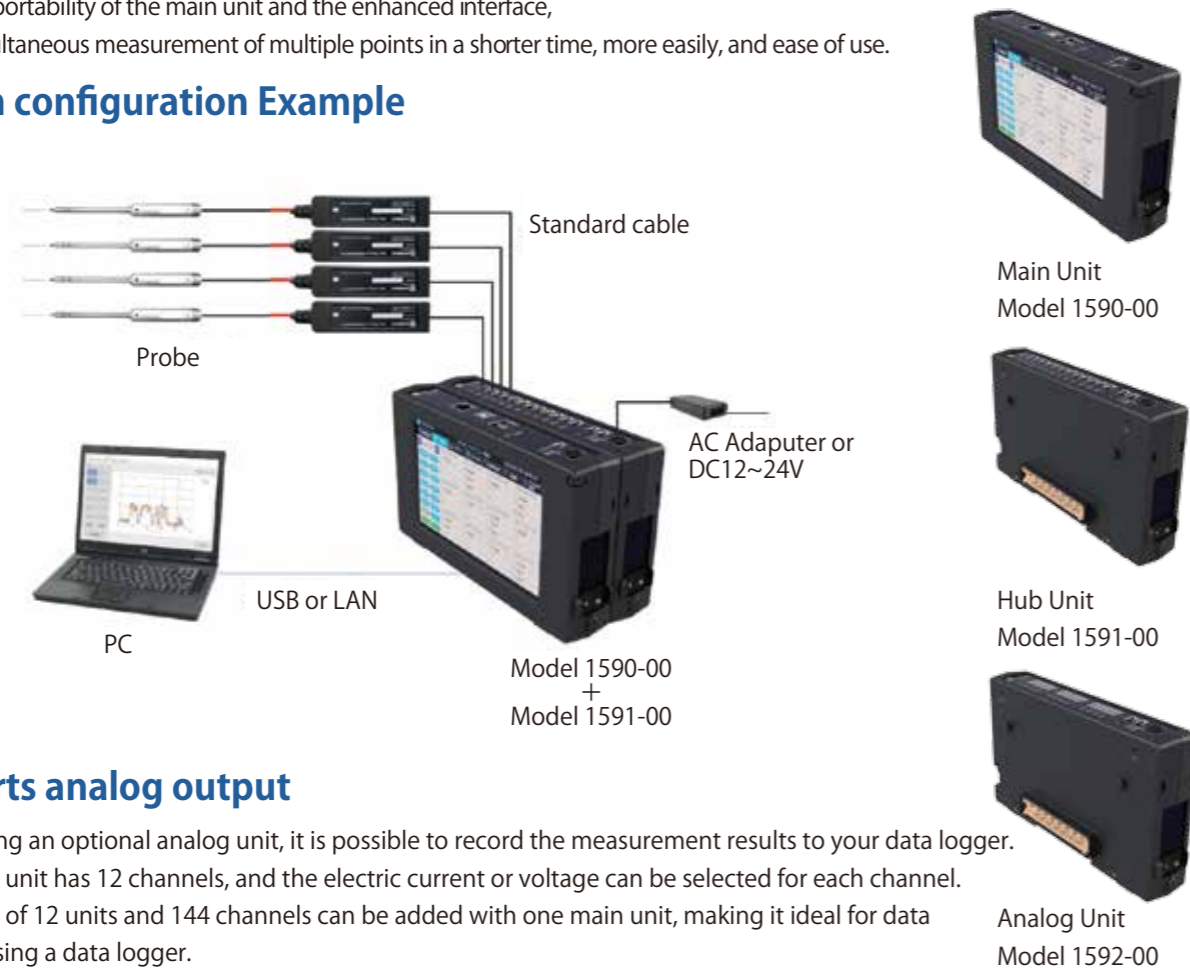 portability of the main unit and the enhanced interface,
ultaneous measurement of multiple points in a shorter time, more easily, and ease of use.
configuration Example
Standard cable
Probe
AC Adaputer or
DC12~24V
USB or LAN
PC
Model 1590-00
+
Model 1591-00
Main Unit
Model 1590-00
Hub Unit
Model 1591-00
Analog Unit
Model 1592-00
rts analog output
ng an optional analog unit, it is possible to record the measurement results to your data logger.
unit has 12 channels, and the electric current or voltage can be selected for each channel.
of 12 units and 144 channels can be added with one main unit, making it ideal for data
sing a data logger.